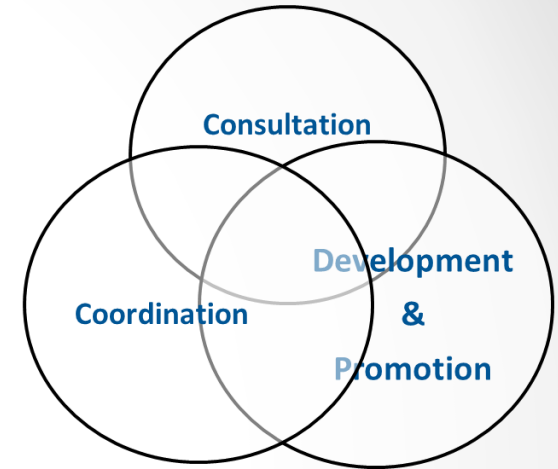 Consultation
Coordination
Development
&
Promotion